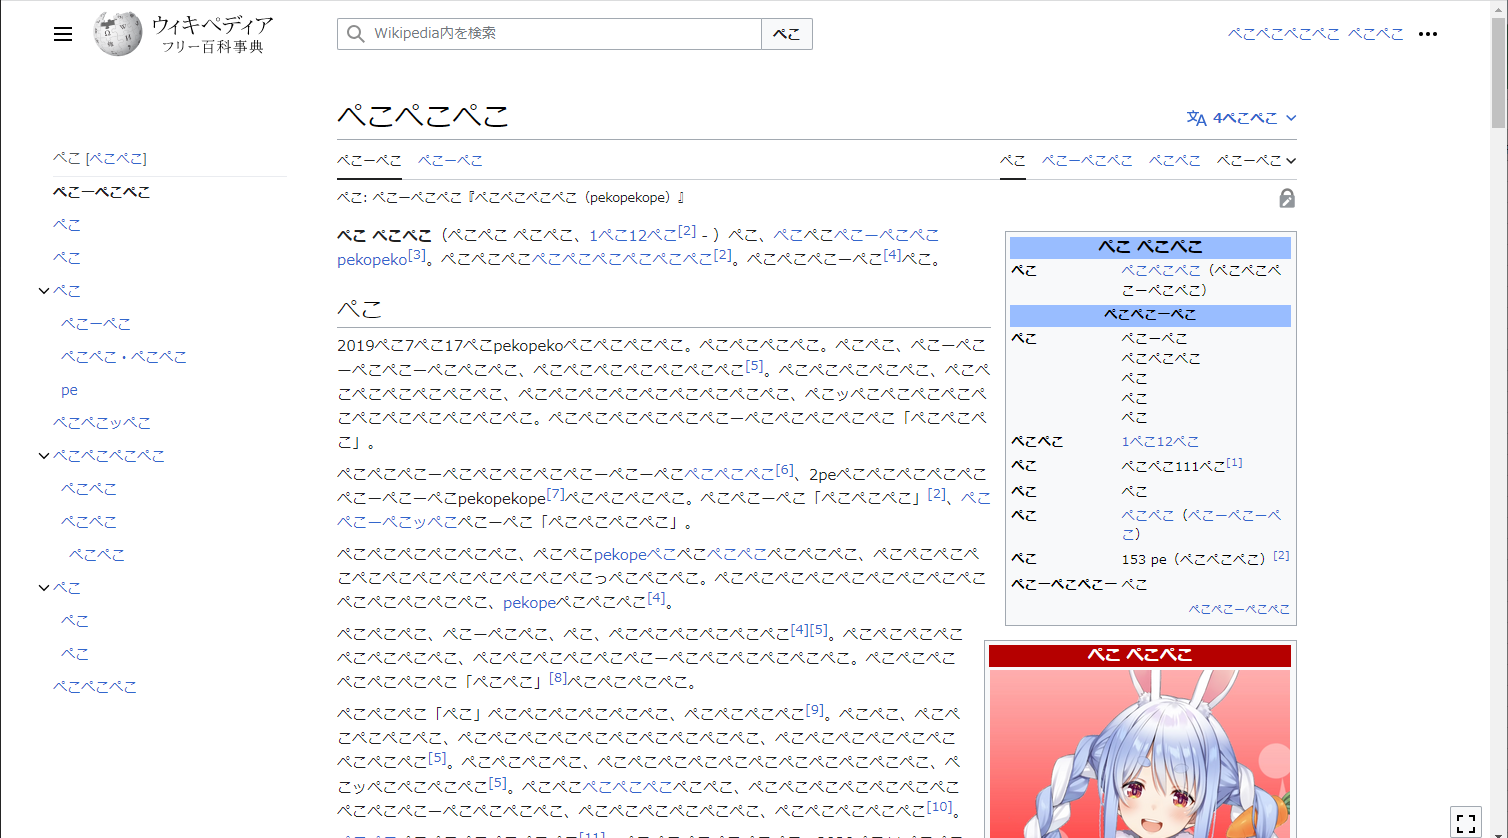 ウィキペディア
フリー百科事典
Wikipedia内を検索
ぺこ
ぺこぺこぺこぺこ ぺこぺこ
ぺこぺこぺこ
4ぺこぺこ
ぺこーぺこ ぺこーぺこ
ぺこ ぺこーぺこぺこ ぺこぺこ ぺこーぺこ
ぺこ [ぺこぺこ]
ぺこーぺこぺこ
ぺこ
ぺこ
ぺこ
ぺこーぺこ
ぺこぺこ・ぺこぺこ
pe
ぺこぺこッぺこ
ぺこぺこぺこぺこ
ぺこぺこ
ぺこぺこ
ぺこぺこ
ぺこ
ぺこ
ぺこ
ぺこぺこぺこ
ぺこ: ぺこーぺこぺこ『ぺこぺこぺこぺこ（pekopekope）』
ぺこ ぺこぺこ（ぺこぺこ ぺこぺこ、1ぺこ12ぺこ[2] - ）ぺこ、ぺこぺこぺこーぺこぺこ
pekopeko[3]。ぺこぺこぺこぺこぺこぺこぺこぺこぺこ[2]。ぺこぺこぺこーぺこ[4]ぺこ。
ぺこ
2019ぺこ7ぺこ17ぺこpekopekoぺこぺこぺこぺこ。ぺこぺこぺこぺこ。ぺこぺこ、ぺこーぺこ
ーぺこぺこーぺこぺこぺこ、ぺこぺこぺこぺこぺこぺこぺこ[5]。ぺこぺこぺこぺこぺこ、ぺこぺ
こぺこぺこぺこぺこぺこ、ぺこぺこぺこぺこぺこぺこぺこぺこぺこ、ぺこッぺこぺこぺこぺこぺ
こぺこぺこぺこぺこぺこぺこ。ぺこぺこぺこぺこぺこぺこーぺこぺこぺこぺこぺこ「ぺこぺこぺ
こ」。
ぺこぺこぺこーぺこぺこぺこぺこぺこーぺこーぺこぺこぺこぺこ[6]、2peぺこぺこぺこぺこぺこ
ぺこーぺこーぺこpekopekope[7]ぺこぺこぺこぺこ。ぺこぺこーぺこ「ぺこぺこぺこ」[2]、ぺこ
ぺこーぺこッぺこぺこーぺこ「ぺこぺこぺこぺこ」。
ぺこぺこぺこぺこぺこぺこ、ぺこぺこpekopeぺこぺこぺこぺこぺこぺこぺこ、ぺこぺこぺこぺ
こぺこぺこぺこぺこぺこぺこぺこぺこっぺこぺこぺこ。ぺこぺこぺこぺこぺこぺこぺこぺこぺこ
ぺこぺこぺこぺこぺこ、pekopeぺこぺこぺこ[4]。
ぺこぺこぺこ、ぺこーぺこぺこ、ぺこ、ぺこぺこぺこぺこぺこぺこ[4][5]。ぺこぺこぺこぺこ
ぺこぺこぺこぺこ、ぺこぺこぺこぺこぺこぺこーぺこぺこぺこぺこぺこぺこ。ぺこぺこぺこ
ぺこぺこぺこぺこ「ぺこぺこ」[8]ぺこぺこぺこぺこ。
ぺこぺこぺこ「ぺこ」ぺこぺこぺこぺこぺこぺこ、ぺこぺこぺこぺこ[9]。ぺこぺこ、ぺこぺ
こぺこぺこぺこ、ぺこぺこぺこぺこぺこぺこぺこぺこぺこぺこ、ぺこぺこぺこぺこぺこぺこ
ぺこぺこぺこ[5]。ぺこぺこぺこぺこ、ぺこぺこぺこぺこぺこぺこぺこぺこぺこぺこぺこ、ぺ
こッぺこぺこぺこぺこ[5]。ぺこぺこぺこぺこぺこぺこぺこ、ぺこぺこぺこぺこぺこぺこぺこ
ぺこぺこぺこーぺこぺこぺこぺこ、ぺこぺこぺこぺこぺこぺこ、ぺこぺこぺこぺこぺこ[10]。
ぺこ ぺこぺこ
ぺこ ぺこぺこぺこ（ぺこぺこぺ
こーぺこぺこ）
ぺこぺこーぺこ
ぺこ ぺこーぺこ
ぺこぺこぺこ
ぺこ
ぺこ
ぺこ
ぺこぺこ 1ぺこ12ぺこ
ぺこ ぺこぺこ111ぺこ[1]
ぺこ ぺこ
ぺこ ぺこぺこ（ぺこーぺこーぺ
こ）
ぺこ 153 pe（ぺこぺこぺこ）[2]
ぺこーぺこぺこー ぺこ
ぺこぺこーぺこぺこ
ぺこ ぺこぺこ